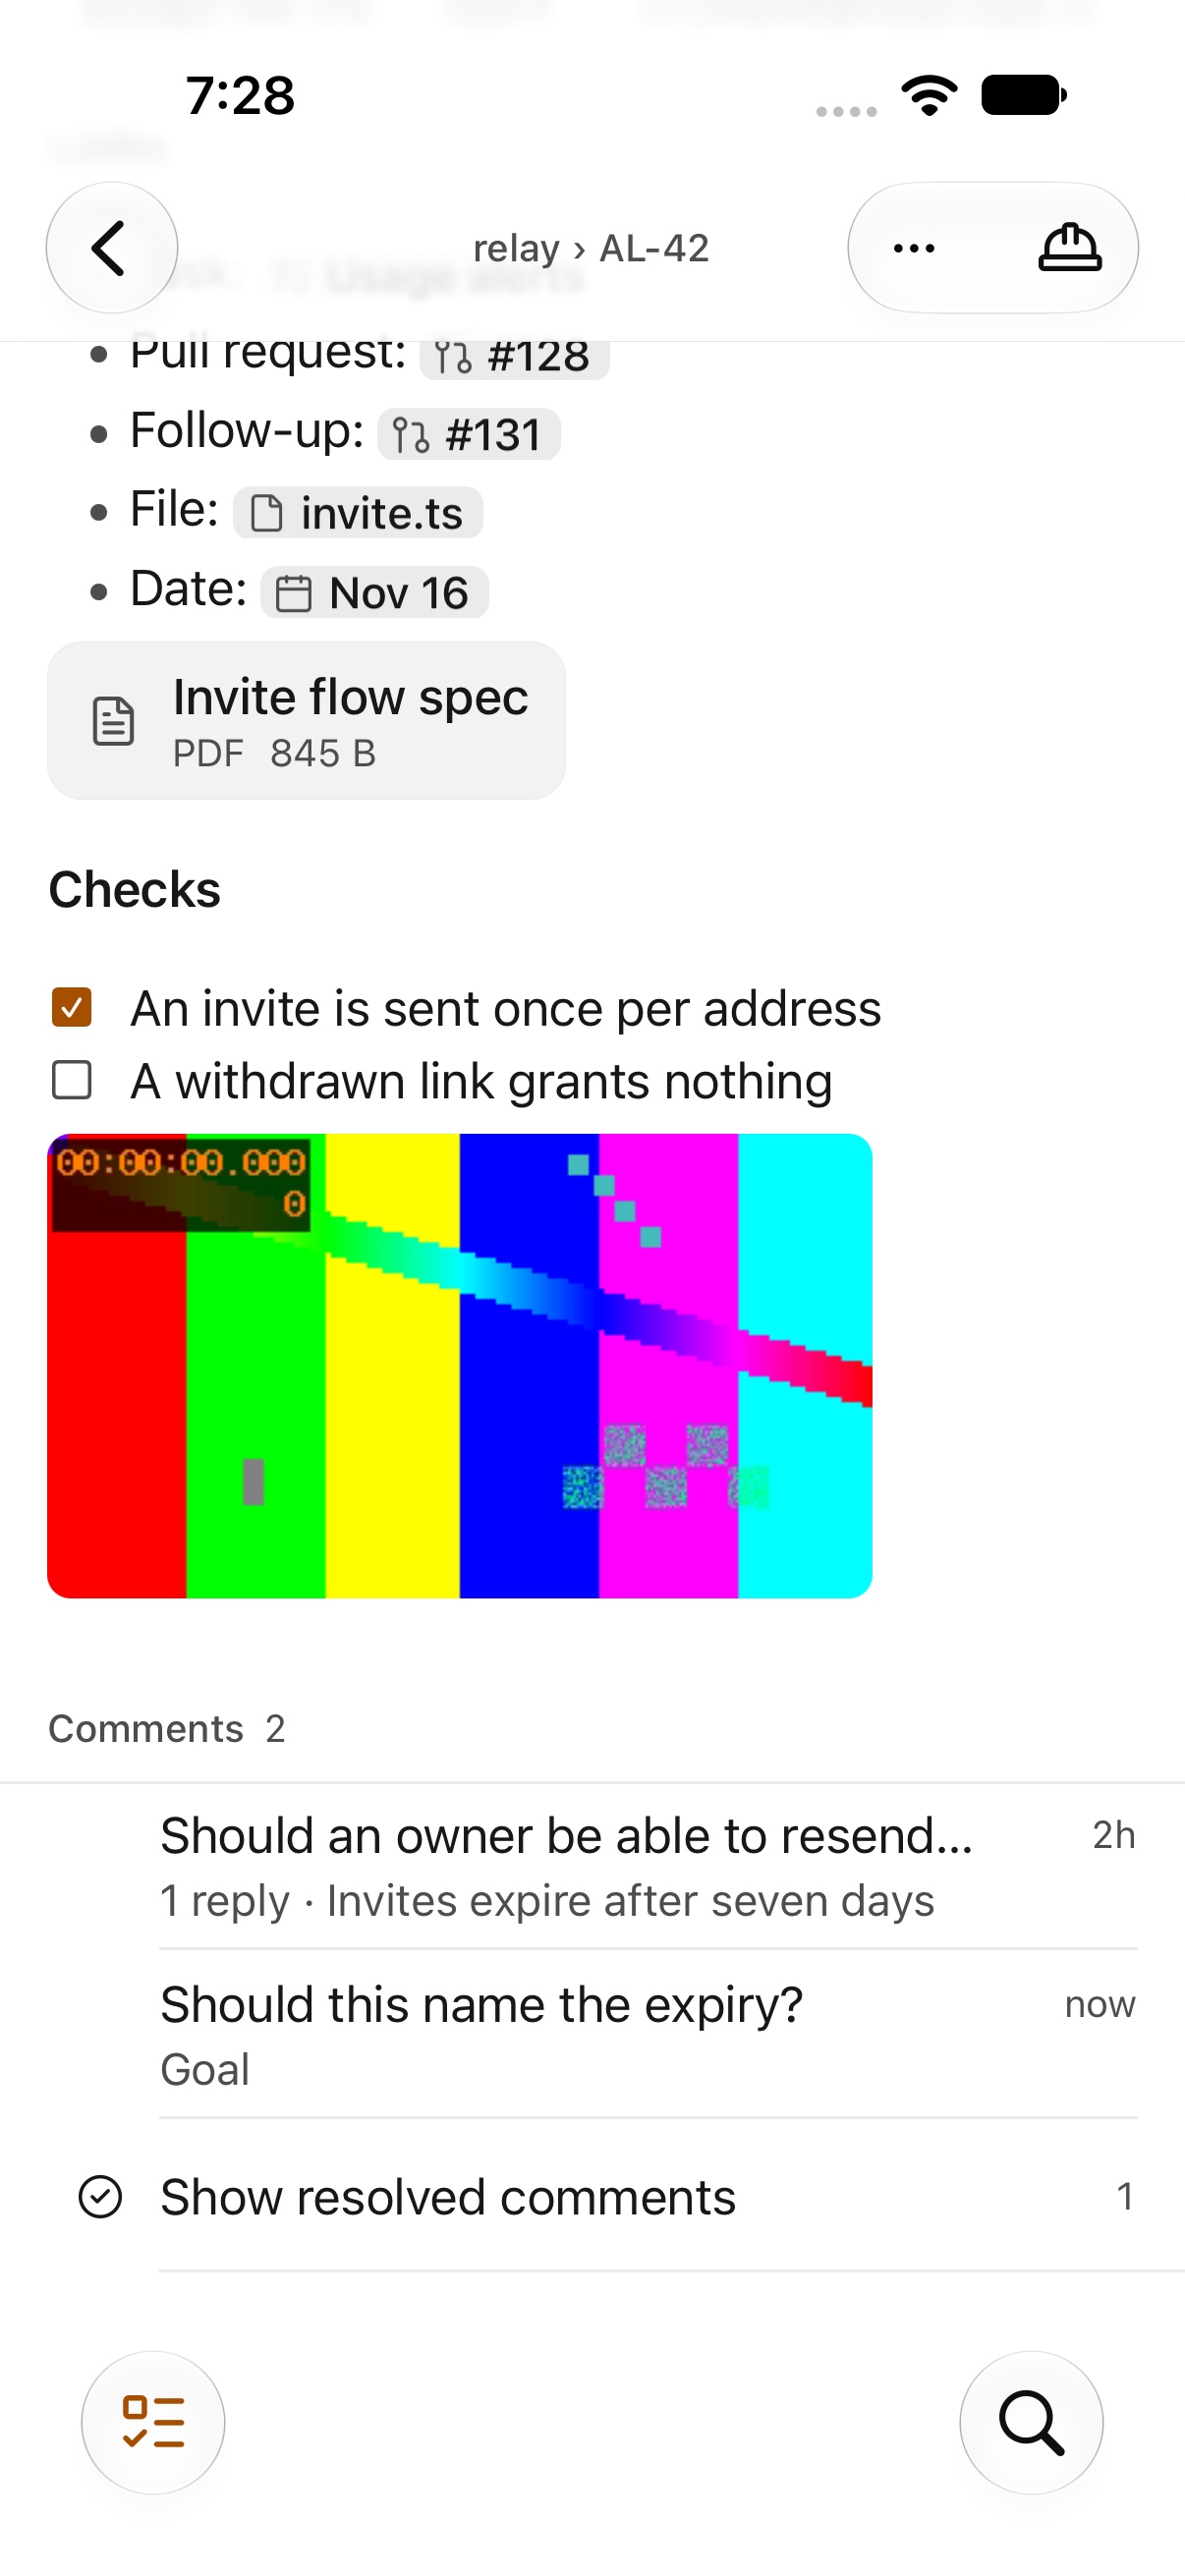 7:28
relay › AL-42
Usage alerts
Pull request: #128
Follow-up: #131
File: invite.ts
Date: Nov 16
Invite flow spec
PDF 845 B
Checks
An invite is sent once per address
A withdrawn link grants nothing
00:00:00.000
0
Comments 2
Should an owner be able to resend...
2h
1 reply · Invites expire after seven days
Should this name the expiry?
now
Goal
Show resolved comments
1